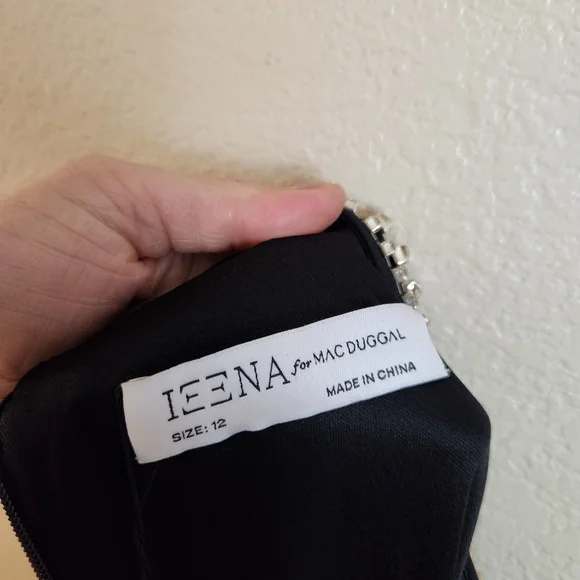 IEENA for MAC DUGGAL
SIZE: 12
MADE IN CHINA